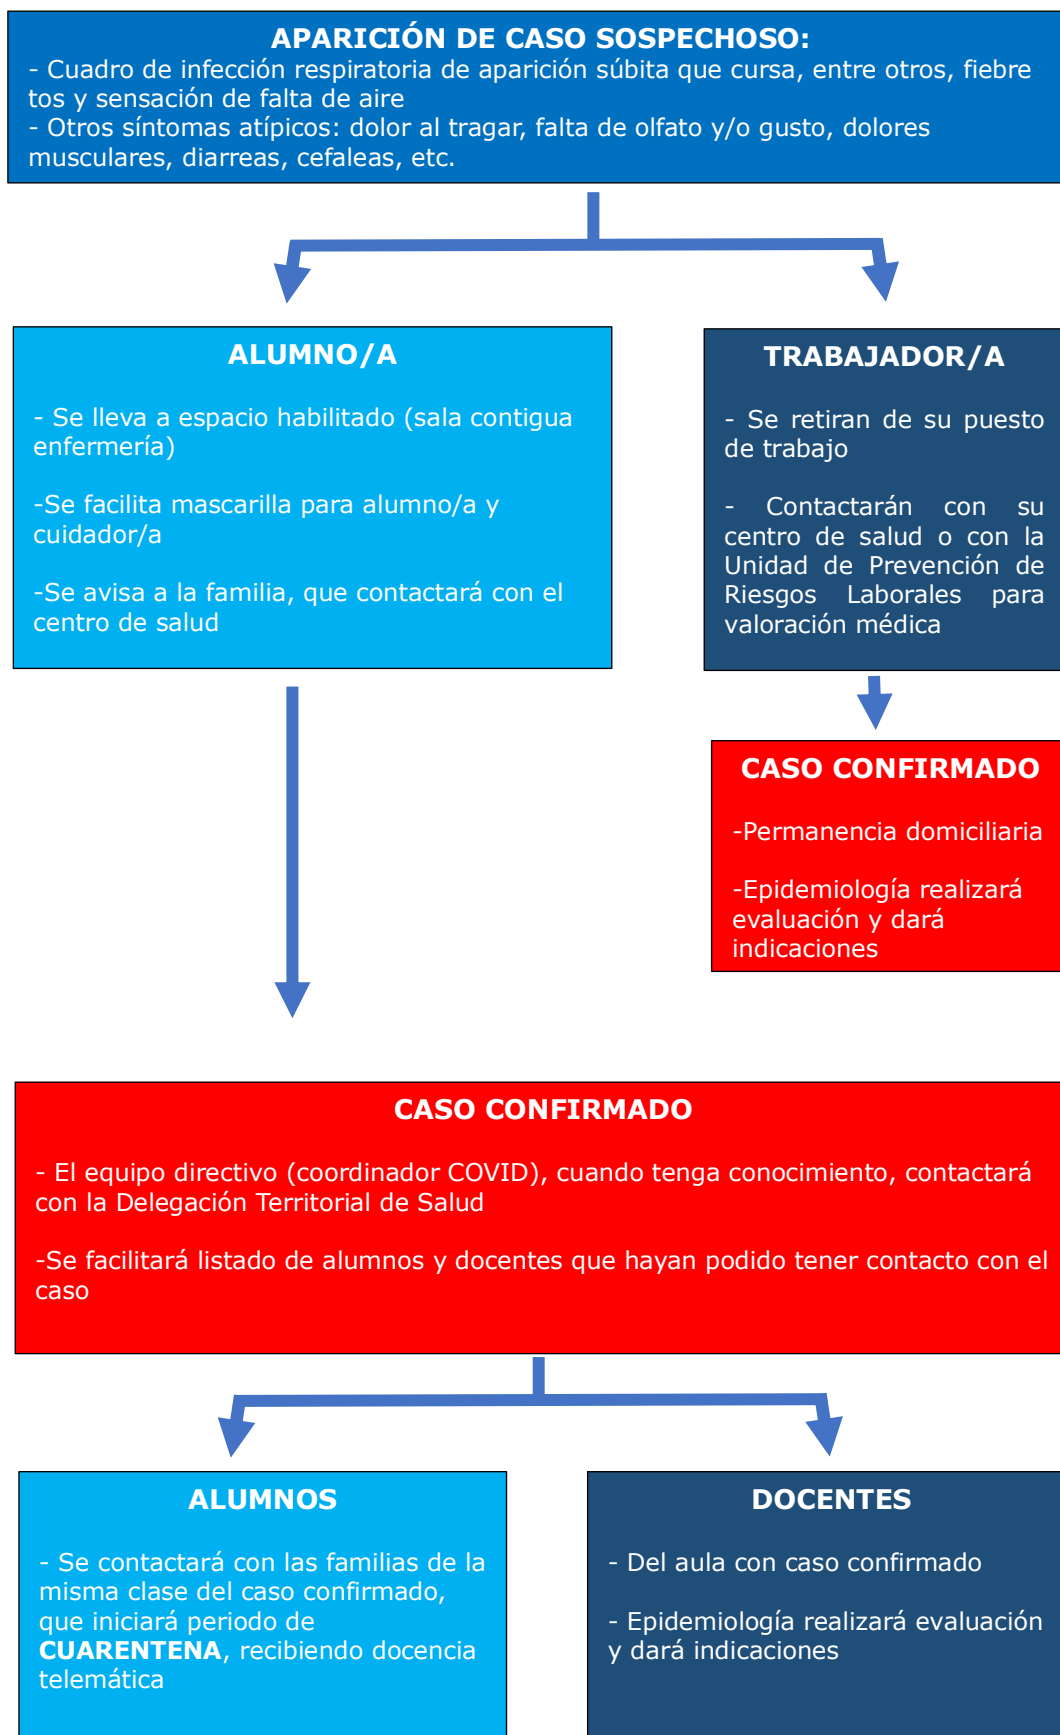 APARICIÓN DE CASO SOSPECHOSO:
- Cuadro de infección respiratoria de aparición súbita que cursa, entre otros, fiebre
tos y sensación de falta de aire
- Otros síntomas atípicos: dolor al tragar, falta de olfato y/o gusto, dolores
musculares, diarreas, cefaleas, etc.
ALUMNO/A
- Se lleva a espacio habilitado (sala contigua
enfermería)
-Se facilita mascarilla para alumno/a y
cuidador/a
-Se avisa a la familia, que contactará con el
centro de salud
TRABAJADOR/A
- Se retiran de su puesto
de trabajo
- Contactarán con su
centro de salud o con la
Unidad de Prevención de
Riesgos Laborales para
valoración médica
CASO CONFIRMADO
-Permanencia domiciliaria
-Epidemiología realizará
evaluación y dará
indicaciones
CASO CONFIRMADO
- El equipo directivo (coordinador COVID), cuando tenga conocimiento, contactará
con la Delegación Territorial de Salud
-Se facilitará listado de alumnos y docentes que hayan podido tener contacto con el
caso
ALUMNOS
- Se contactará con las familias de la
misma clase del caso confirmado,
que iniciará periodo de
CUARENTENA, recibiendo docencia
telemática
DOCENTES
- Del aula con caso confirmado
- Epidemiología realizará evaluación
y dará indicaciones